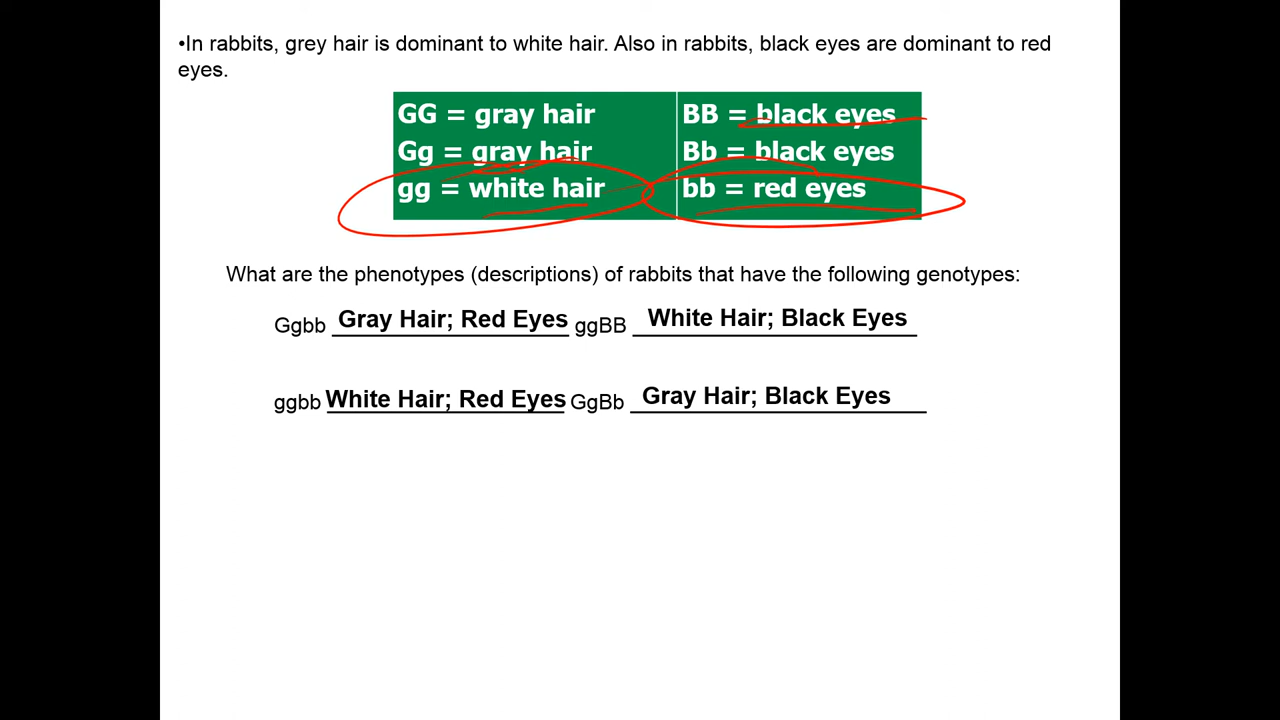 •In rabbits, grey hair is dominant to white hair. Also in rabbits, black eyes are dominant to red
eyes.
GG = gray hair BB = black eyes
Gg = gray hair Bb = black eyes
gg = white hair bb = red eyes
What are the phenotypes (descriptions) of rabbits that have the following genotypes:
Ggbb Gray Hair; Red Eyes ggBB White Hair; Black Eyes
ggbb White Hair; Red Eyes GgBb Gray Hair; Black Eyes